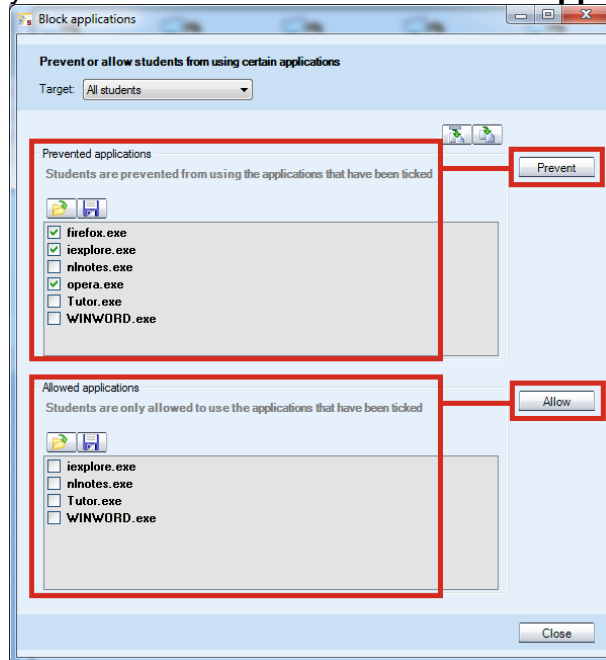 Block applications
Prevent or allow students from using certain applications
Target: All students
Prevented applications
Students are prevented from using the applications that have been ticked
Prevent
firefox.exe
iexplore.exe
nlnotes.exe
opera.exe
Tutor.exe
WINWORD.exe
Allowed applications
Students are only allowed to use the applications that have been ticked
Allow
iexplore.exe
nlnotes.exe
Tutor.exe
WINWORD.exe
Close